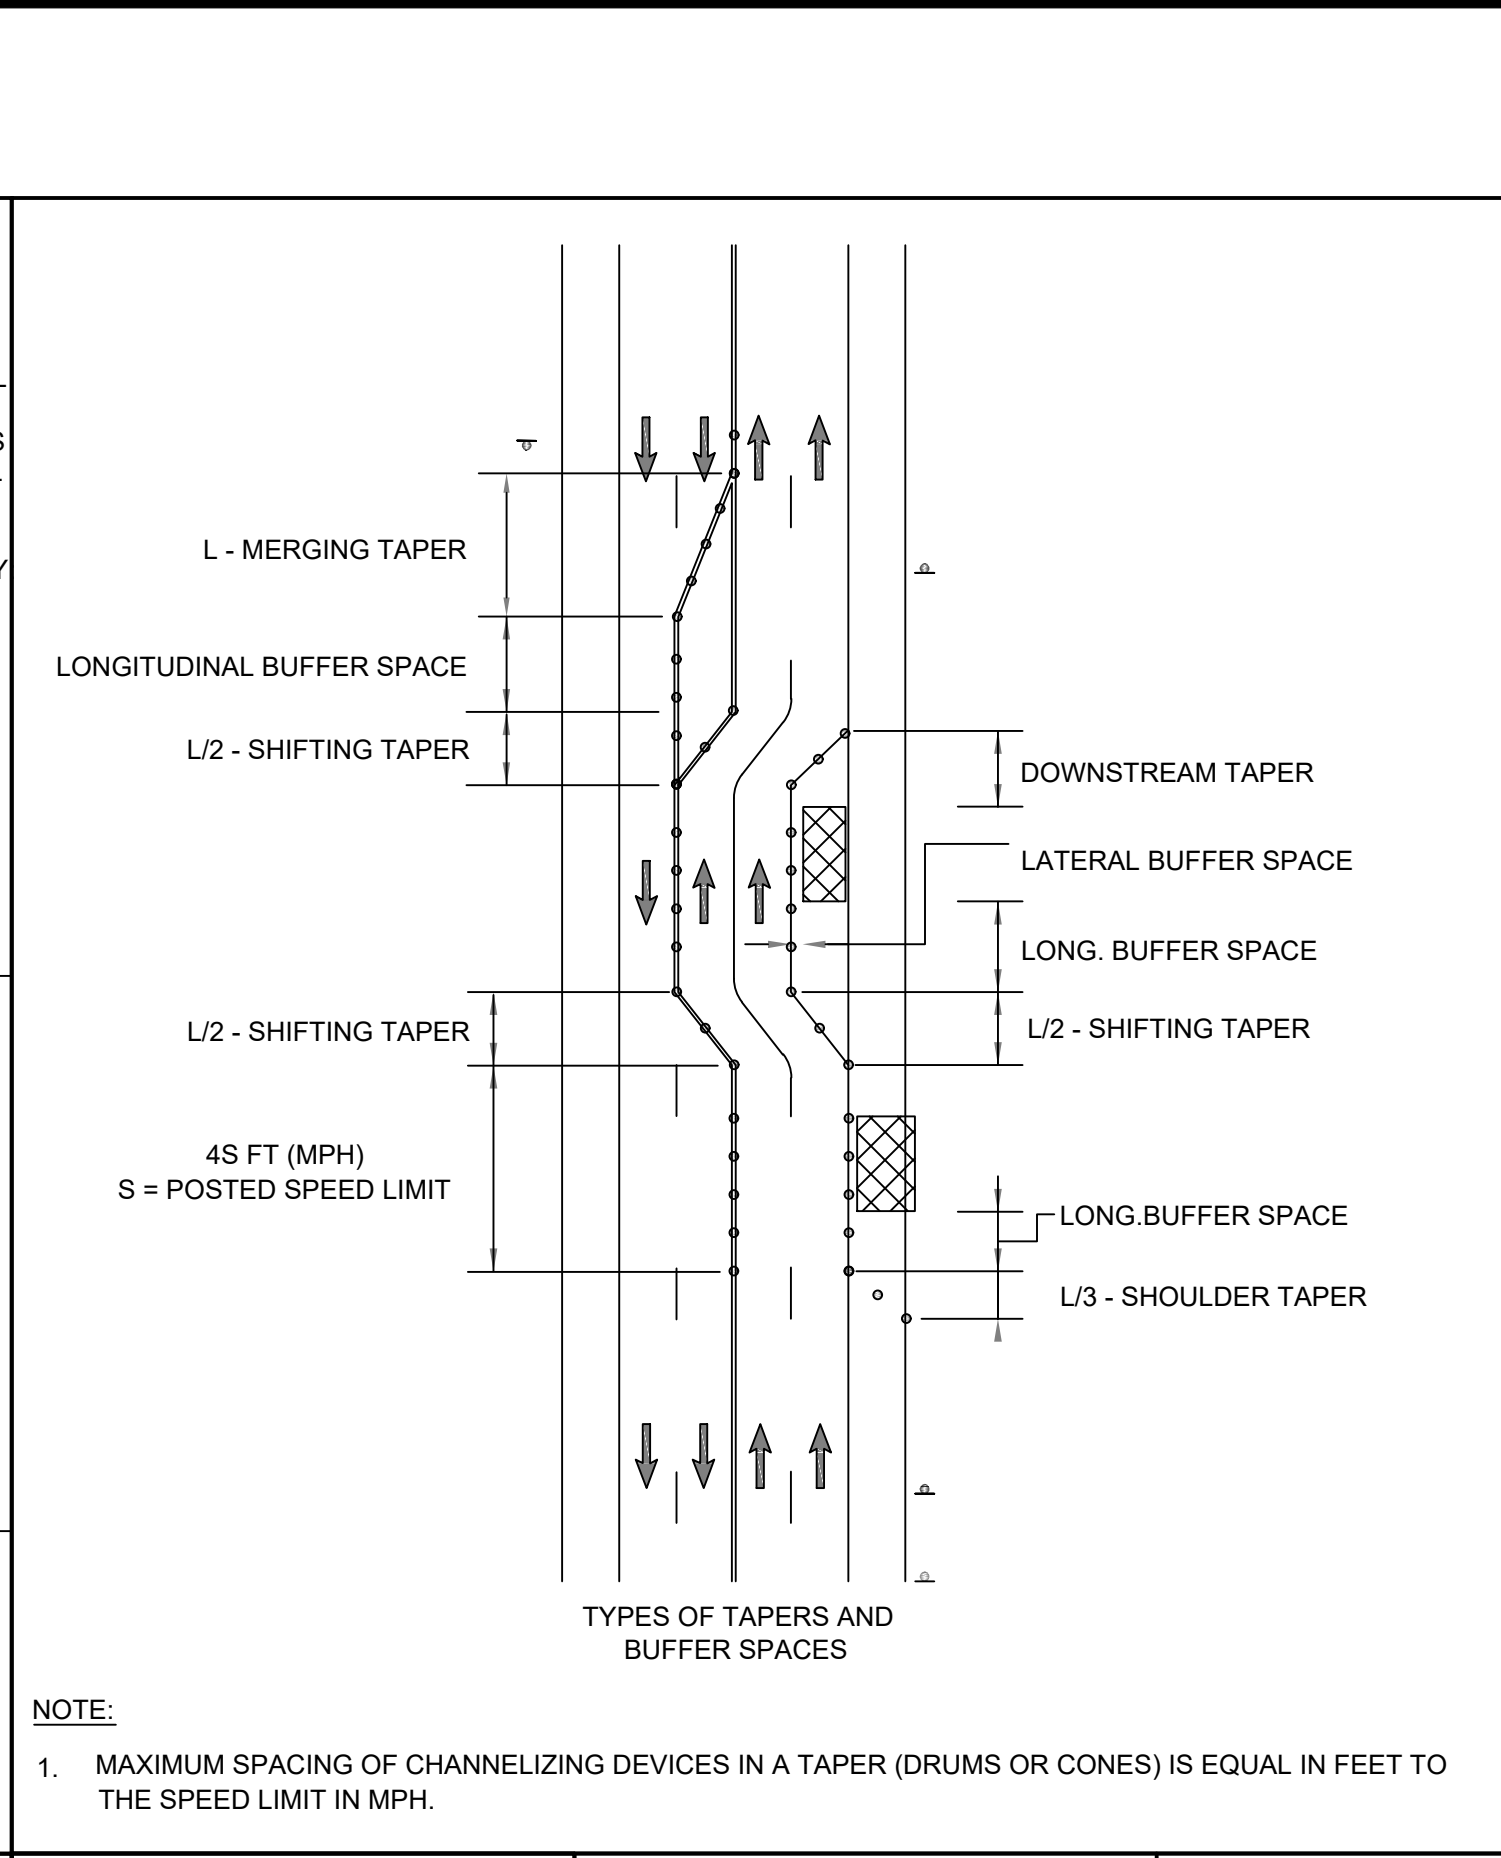 L - MERGING TAPER
LONGITUDINAL BUFFER SPACE
L/2 - SHIFTING TAPER
DOWNSTREAM TAPER
LATERAL BUFFER SPACE
LONG. BUFFER SPACE
L/2 - SHIFTING TAPER
L/2 - SHIFTING TAPER
4S FT (MPH)
S = POSTED SPEED LIMIT
LONG.BUFFER SPACE
L/3 - SHOULDER TAPER
TYPES OF TAPERS AND
BUFFER SPACES
NOTE:
1. MAXIMUM SPACING OF CHANNELIZING DEVICES IN A TAPER (DRUMS OR CONES) IS EQUAL IN FEET TO
THE SPEED LIMIT IN MPH.